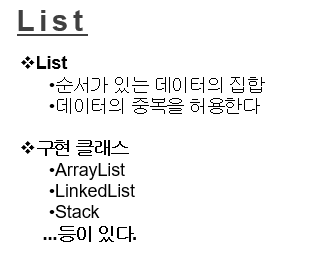 List
❖List
•순서가 있는 데이터의 집합
•데이터의 중복을 허용한다
❖구현 클래스
•ArrayList
•LinkedList
•Stack
...등이 있다.